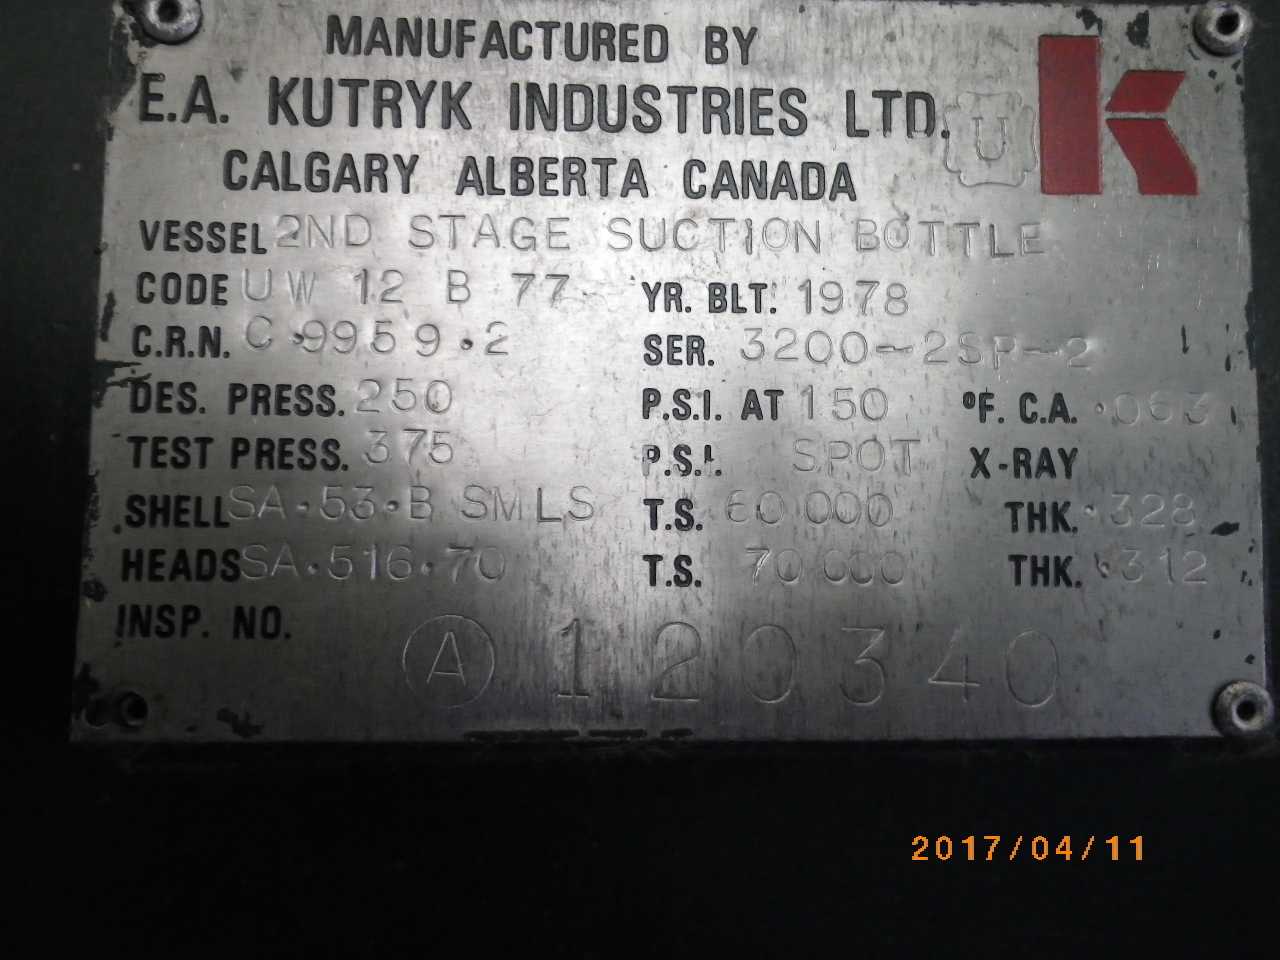 MANUFACTURED BY
E.A. KUTRYK INDUSTRIES LTD. U K
CALGARY ALBERTA CANADA
VESSEL 2ND STAGE SUCTION BOTTLE
CODE UW 12 B 77 YR. BLT. 1978
C.R.N. C.9959.2 SER. 3200-2SP-2
DES. PRESS. 250 P.S.I. AT 150 °F. C.A. .063
TEST PRESS. 375 P.S.I. SPOT X-RAY
SHELL SA.53.B SMLS T.S. 60 000 THK. .328
HEADS SA.516.70 T.S. 70 000 THK. .312
INSP. NO. A 120340
2017/04/11